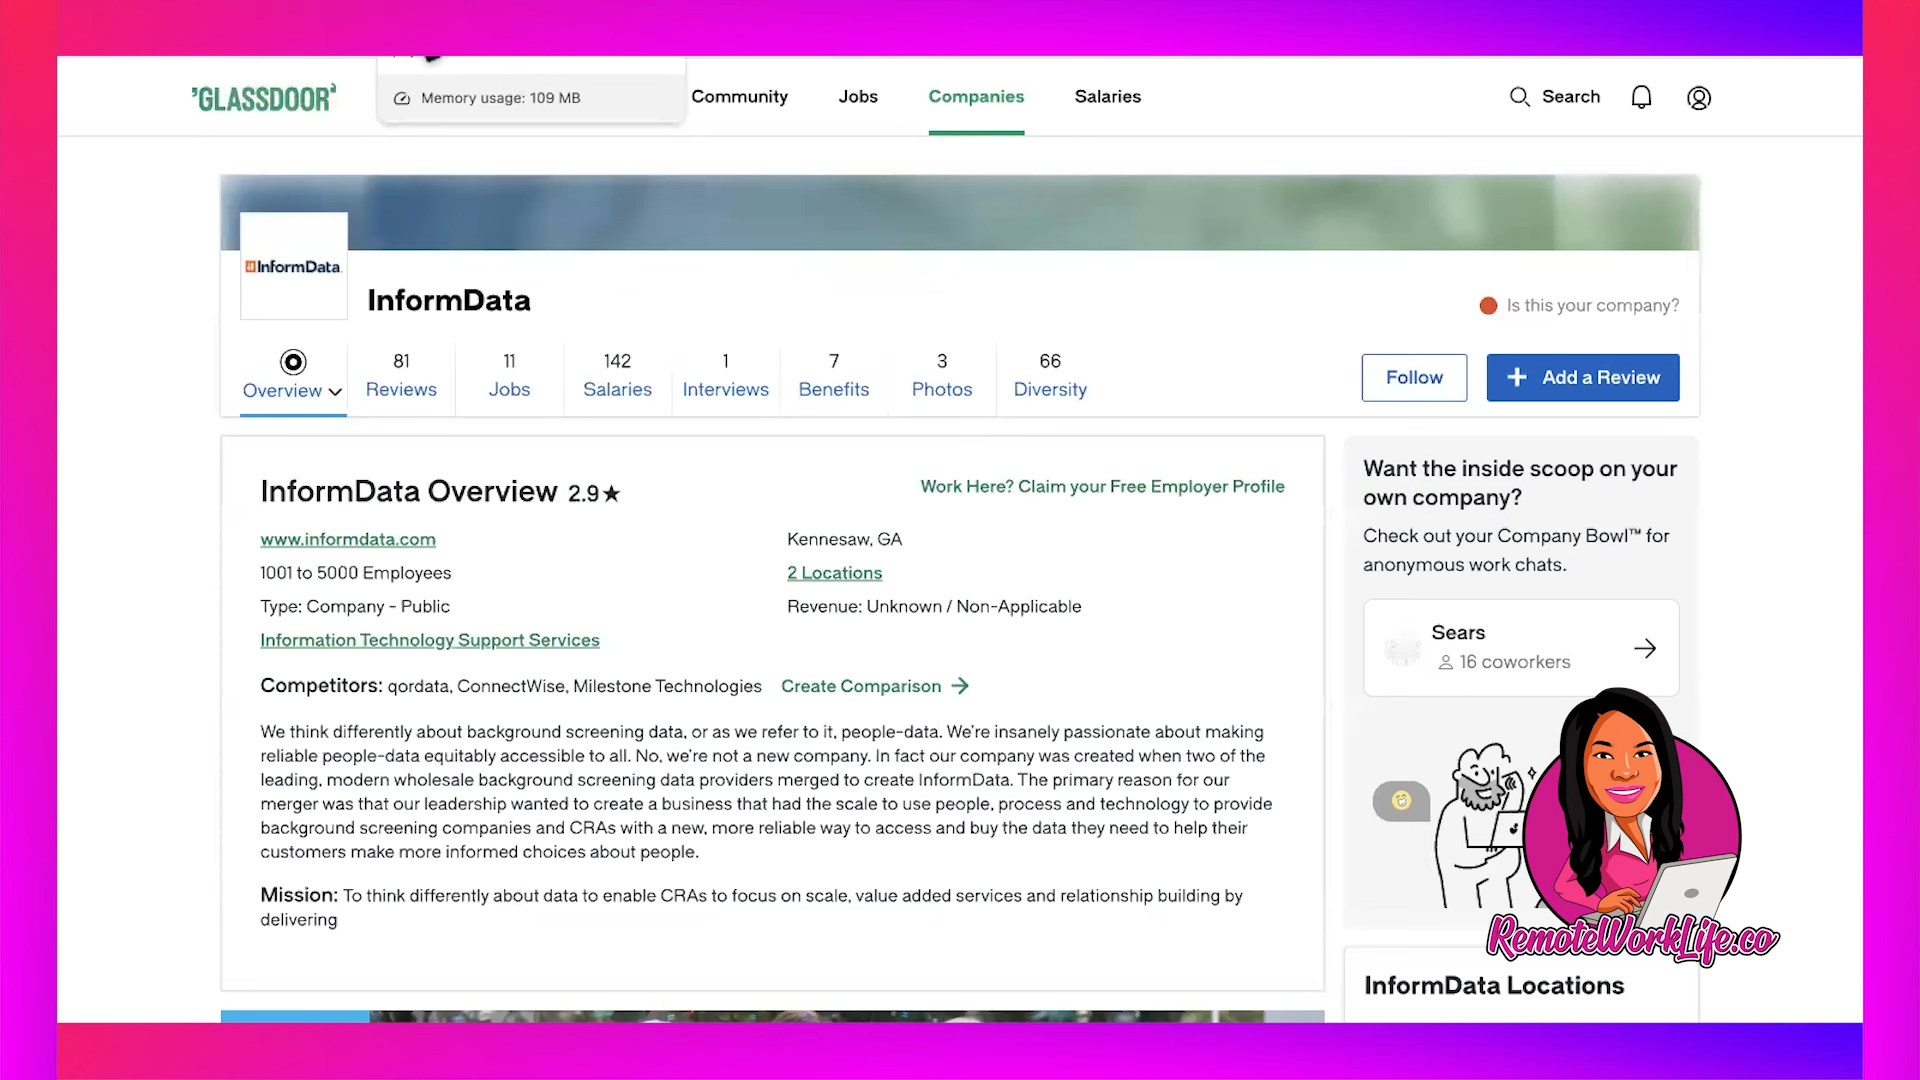 GLASSDOOR
Memory usage: 109 MB
Community
Jobs
Companies
Salaries
Search
InformData
InformData
Is this your company?
Overview
81 Reviews
11 Jobs
142 Salaries
1 Interviews
7 Benefits
3 Photos
66 Diversity
Follow
+ Add a Review
InformData Overview 2.9★
Work Here? Claim your Free Employer Profile
www.informdata.com
Kennesaw, GA
1001 to 5000 Employees
2 Locations
Type: Company - Public
Revenue: Unknown / Non-Applicable
Information Technology Support Services
Competitors: qordata, ConnectWise, Milestone Technologies
Create Comparison →
We think differently about background screening data, or as we refer to it, people-data. We're insanely passionate about making
reliable people-data equitably accessible to all. No, we're not a new company. In fact our company was created when two of the
leading, modern wholesale background screening data providers merged to create InformData. The primary reason for our
merger was that our leadership wanted to create a business that had the scale to use people, process and technology to provide
background screening companies and CRAs with a new, more reliable way to access and buy the data they need to help their
customers make more informed choices about people.
Mission: To think differently about data to enable CRAs to focus on scale, value added services and relationship building by
delivering
Want the inside scoop on your
own company?
Check out your Company Bowl™ for
anonymous work chats.
Sears
16 coworkers
RemoteWorkLife.co
InformData Locations